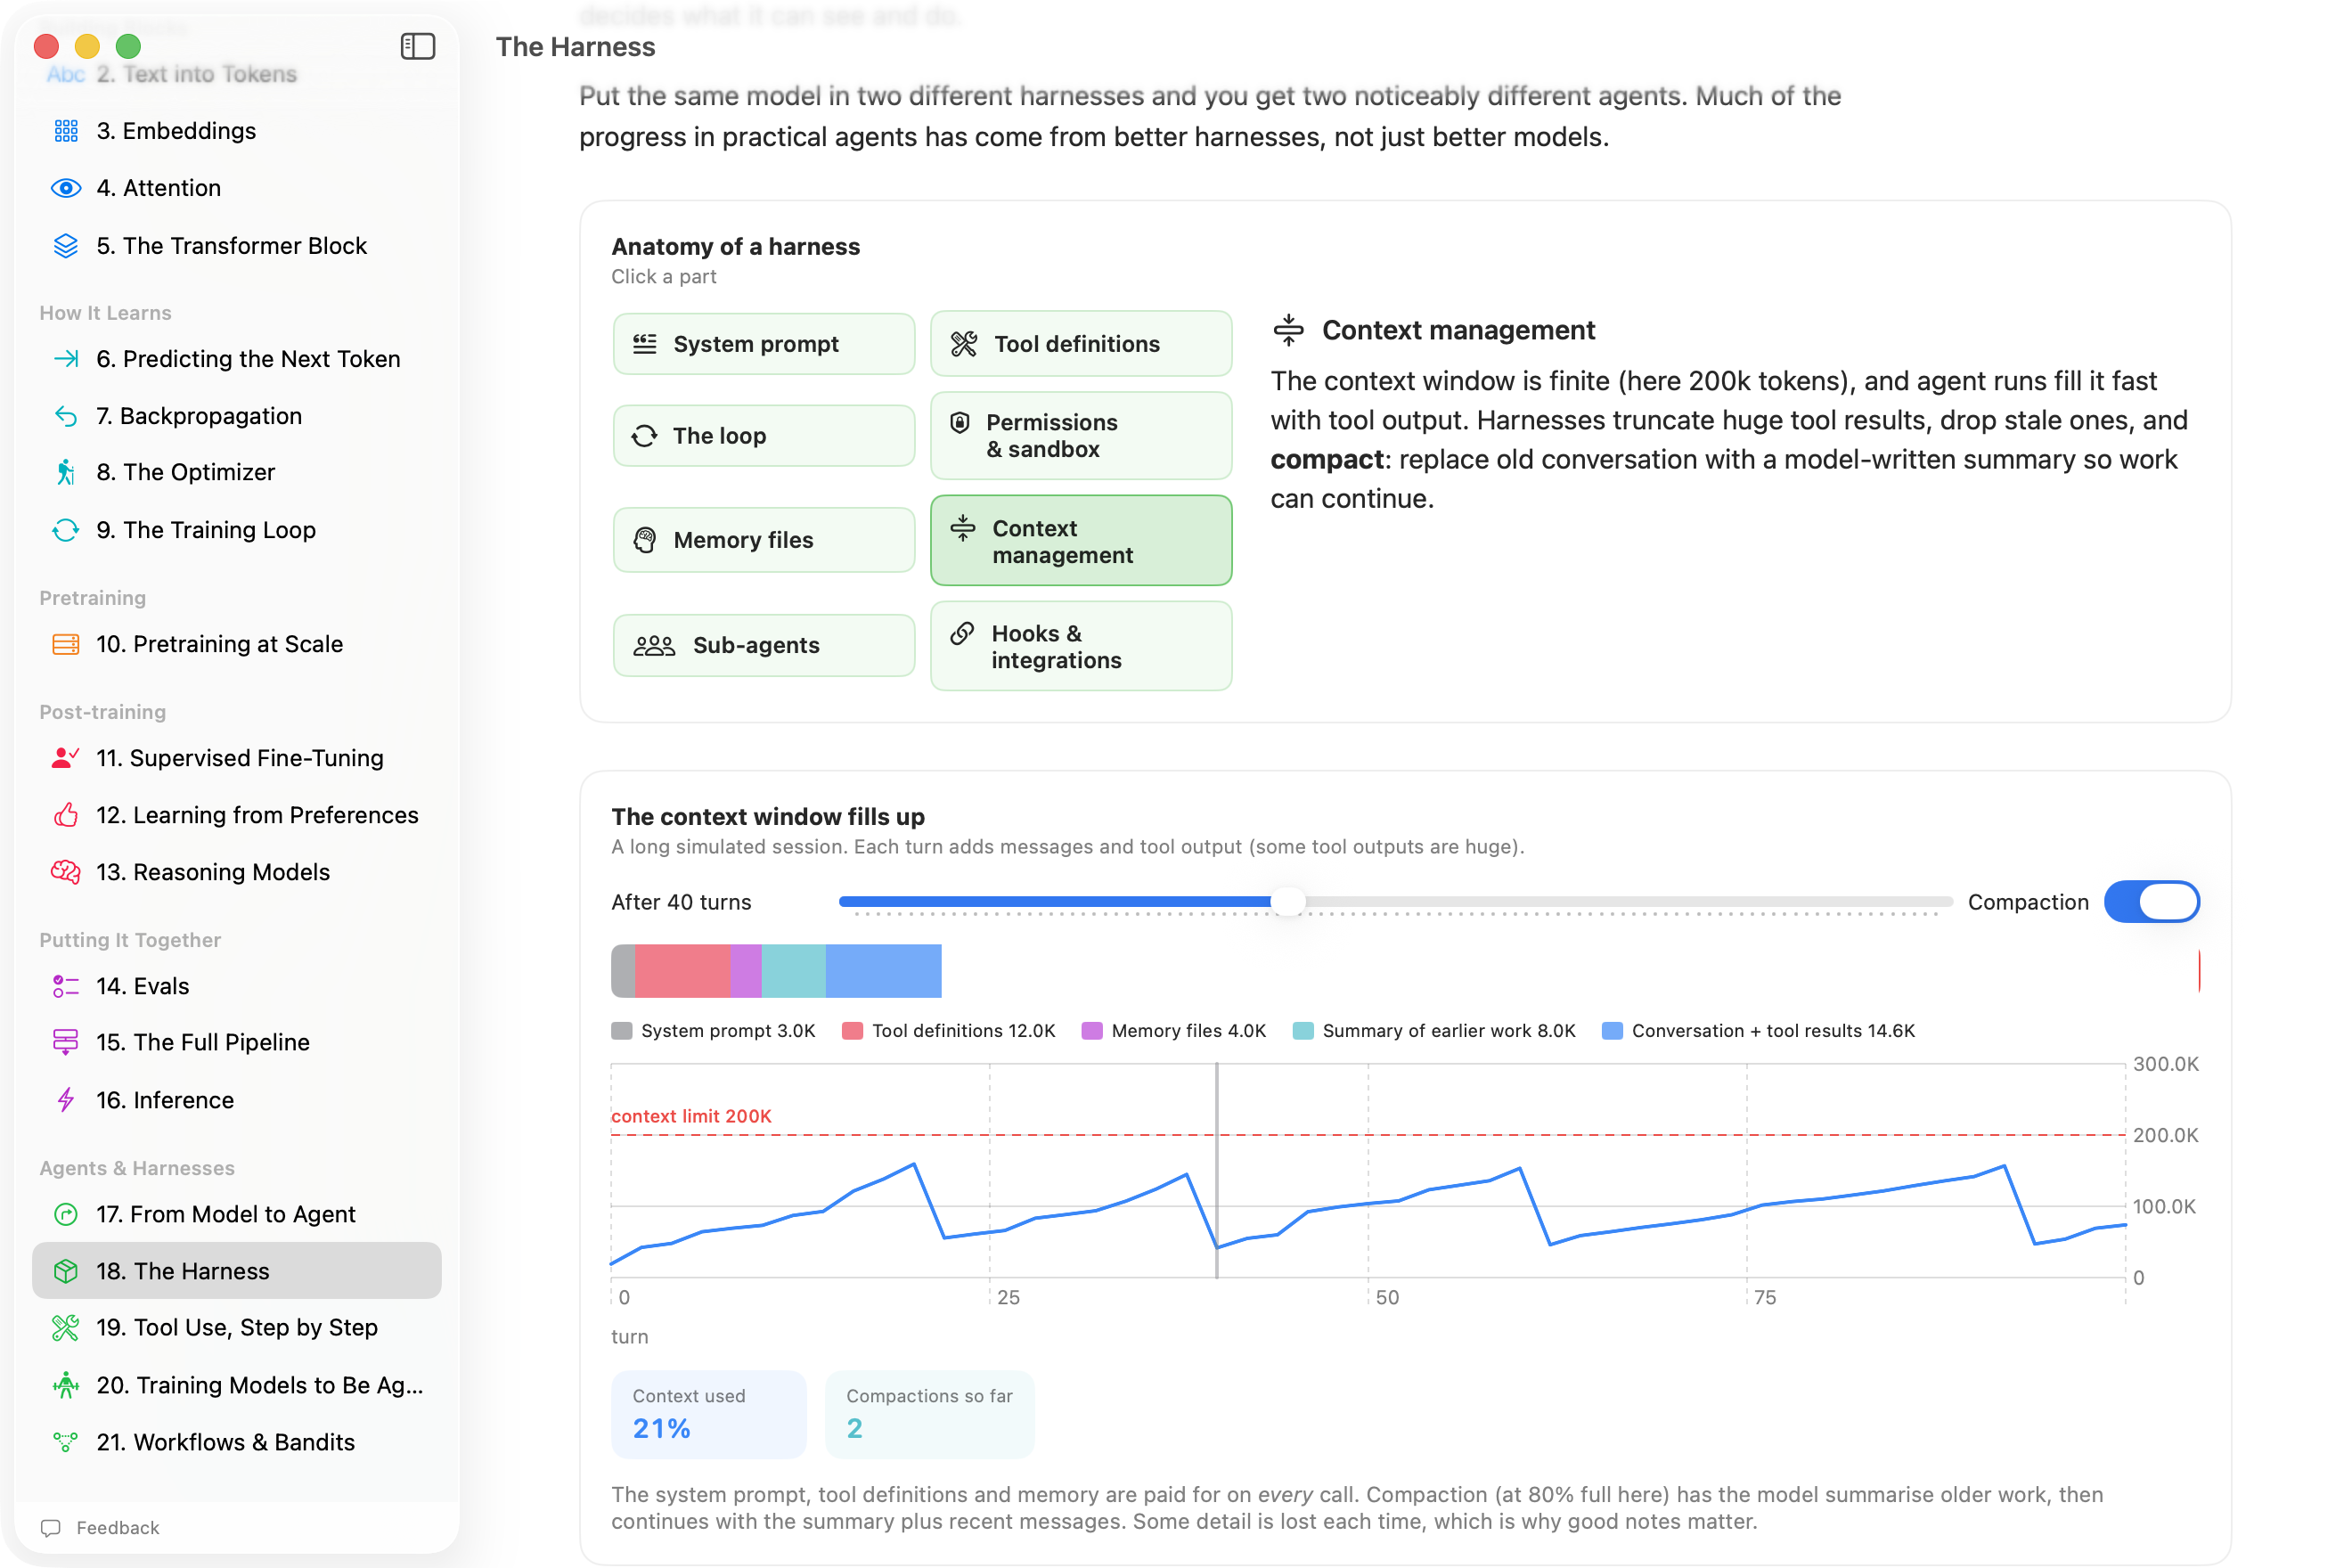 Abc 2. Text into Tokens
3. Embeddings
4. Attention
5. The Transformer Block
How It Learns
6. Predicting the Next Token
7. Backpropagation
8. The Optimizer
9. The Training Loop
Pretraining
10. Pretraining at Scale
Post-training
11. Supervised Fine-Tuning
12. Learning from Preferences
13. Reasoning Models
Putting It Together
14. Evals
15. The Full Pipeline
16. Inference
Agents & Harnesses
17. From Model to Agent
18. The Harness
19. Tool Use, Step by Step
20. Training Models to Be Ag...
21. Workflows & Bandits
Feedback
decides what it can see and do.
The Harness
Put the same model in two different harnesses and you get two noticeably different agents. Much of the
progress in practical agents has come from better harnesses, not just better models.
Anatomy of a harness
Click a part
System prompt
Tool definitions
The loop
Permissions
& sandbox
Memory files
Context
management
Sub-agents
Hooks &
integrations
Context management
The context window is finite (here 200k tokens), and agent runs fill it fast
with tool output. Harnesses truncate huge tool results, drop stale ones, and
compact: replace old conversation with a model-written summary so work
can continue.
The context window fills up
A long simulated session. Each turn adds messages and tool output (some tool outputs are huge).
After 40 turns
Compaction
System prompt 3.0K
Tool definitions 12.0K
Memory files 4.0K
Summary of earlier work 8.0K
Conversation + tool results 14.6K
300.0K
context limit 200K
200.0K
100.0K
0
0
25
50
75
turn
Context used
21%
Compactions so far
2
The system prompt, tool definitions and memory are paid for on every call. Compaction (at 80% full here) has the model summarise older work, then
continues with the summary plus recent messages. Some detail is lost each time, which is why good notes matter.